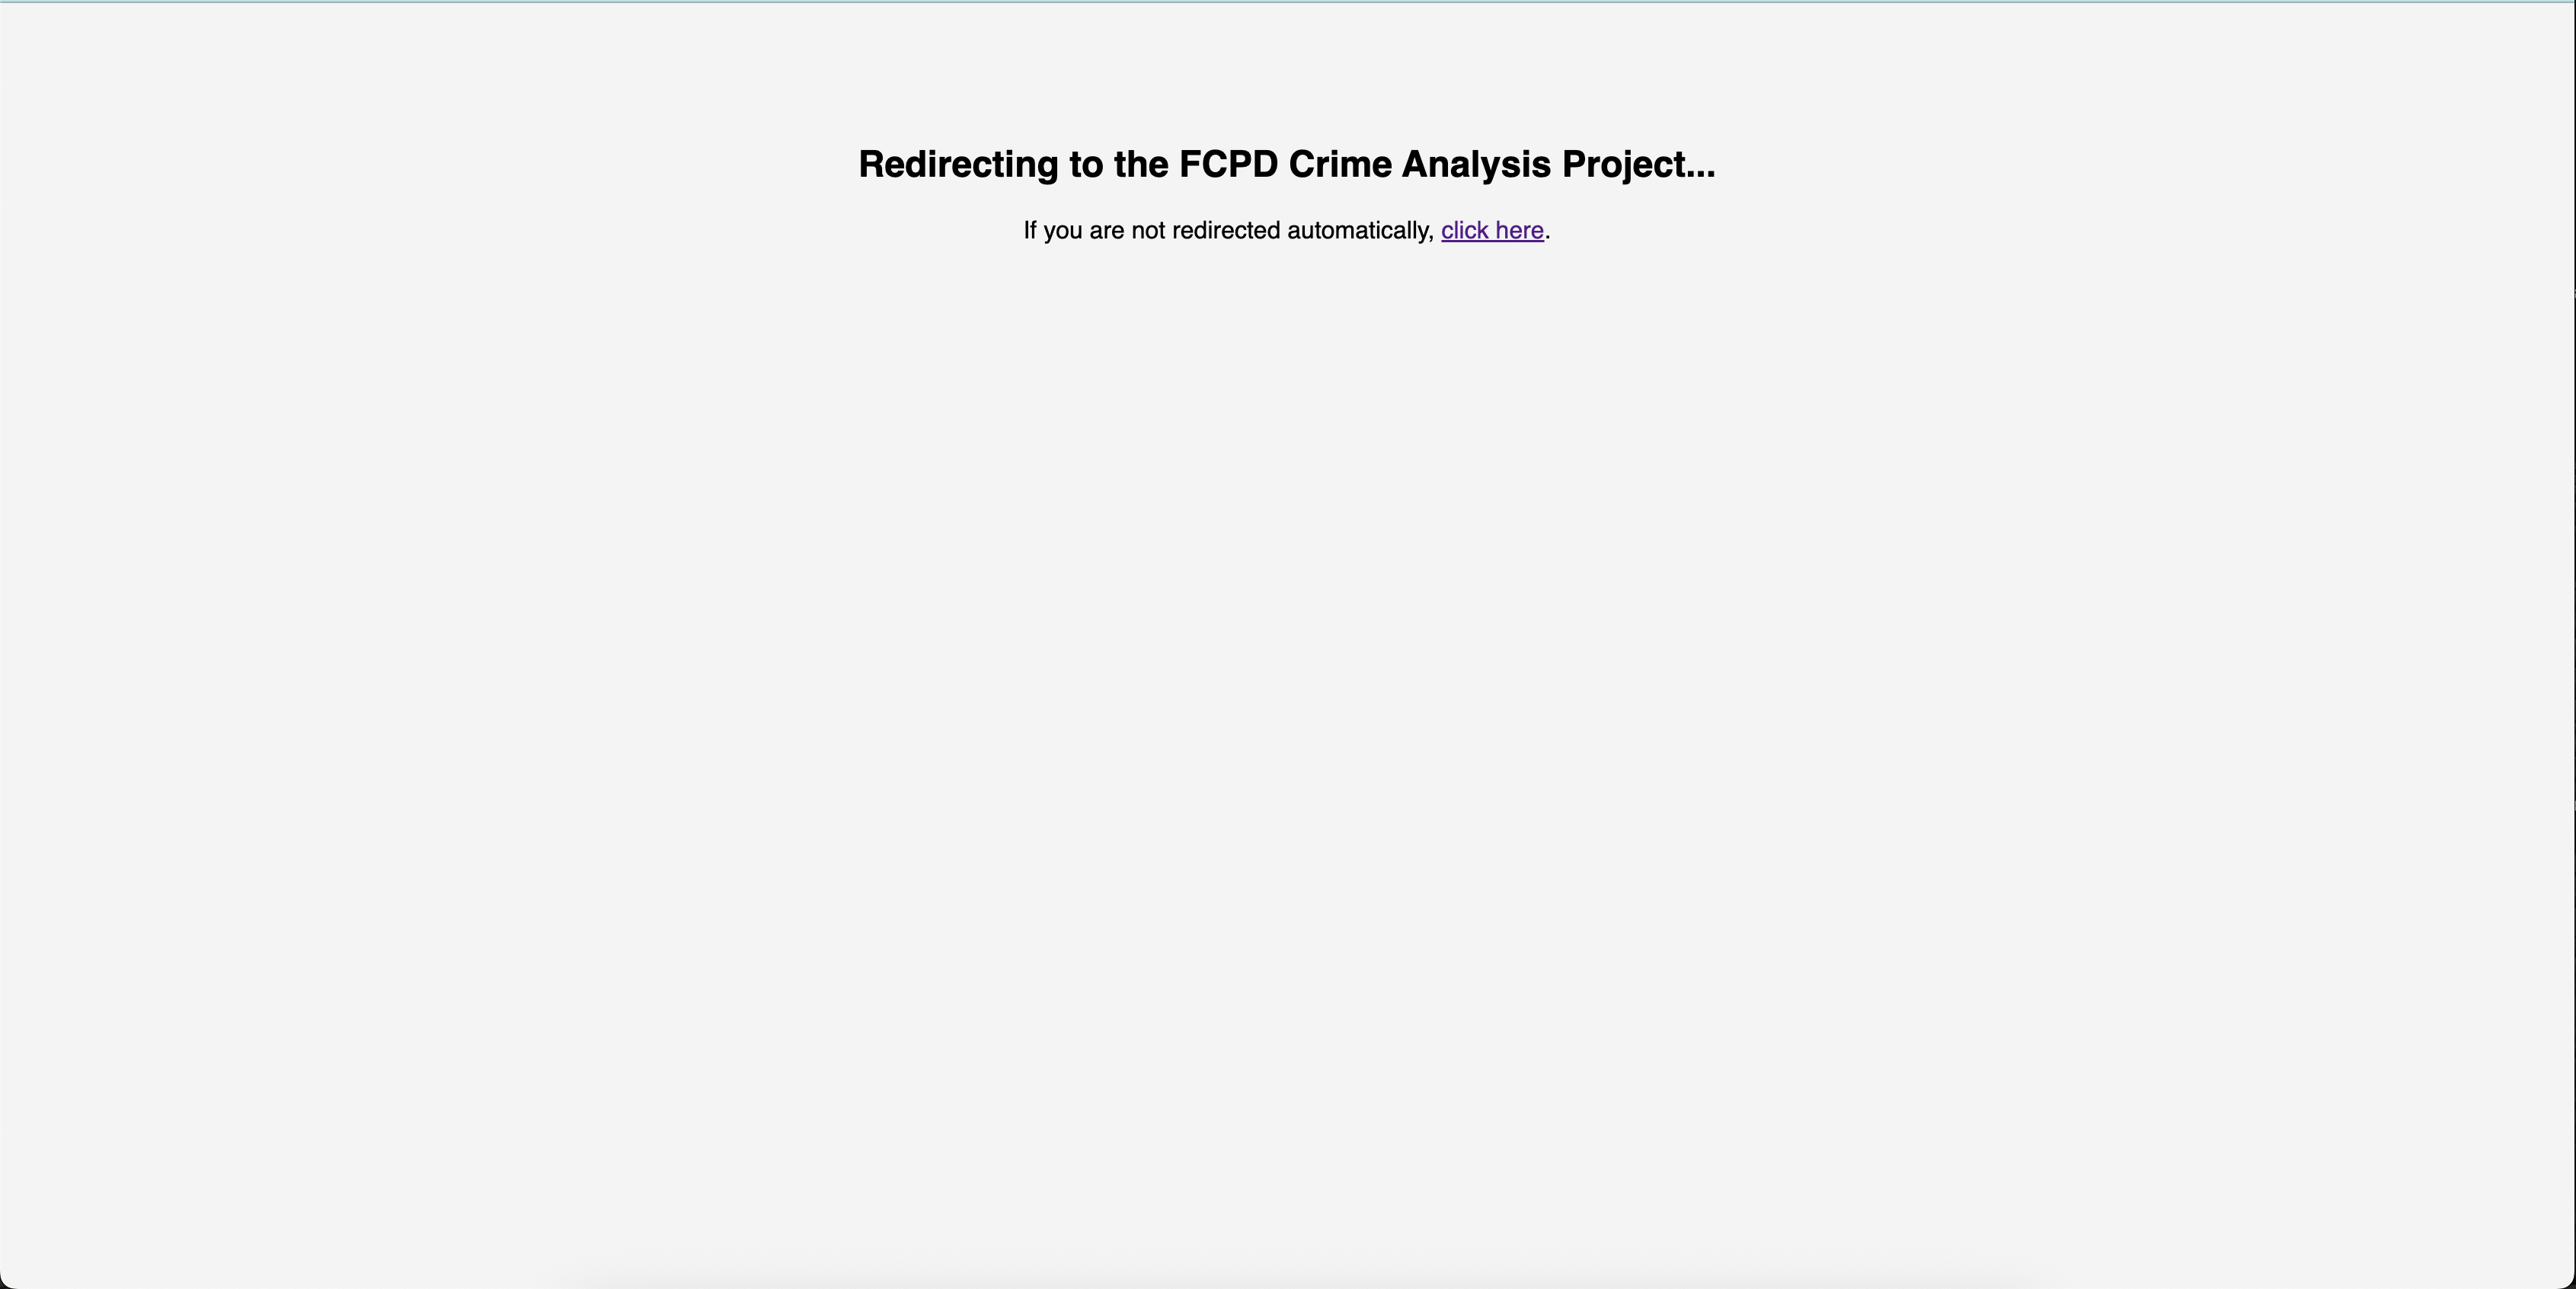 Redirecting to the FCPD Crime Analysis Project...
If you are not redirected automatically, click here.